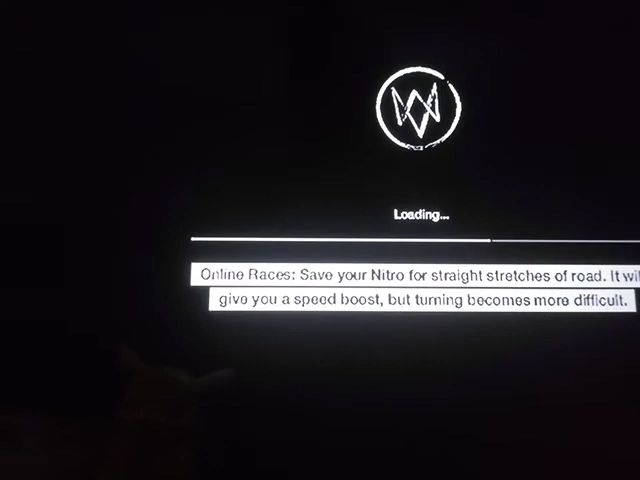 Loading...
Online Races: Save your Nitro for straight stretches of road. It wil
give you a speed boost, but turning becomes more difficult.